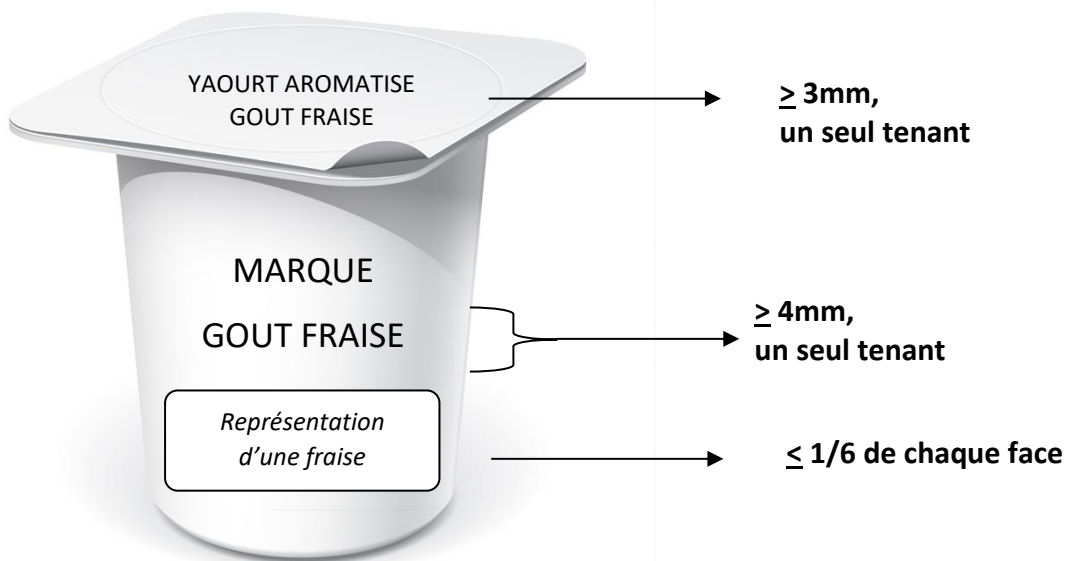 YAOURT AROMATISE
GOUT FRAISE
≥ 3mm,
un seul tenant
MARQUE
GOUT FRAISE
≥ 4mm,
un seul tenant
Représentation
d'une fraise
≤ 1/6 de chaque face